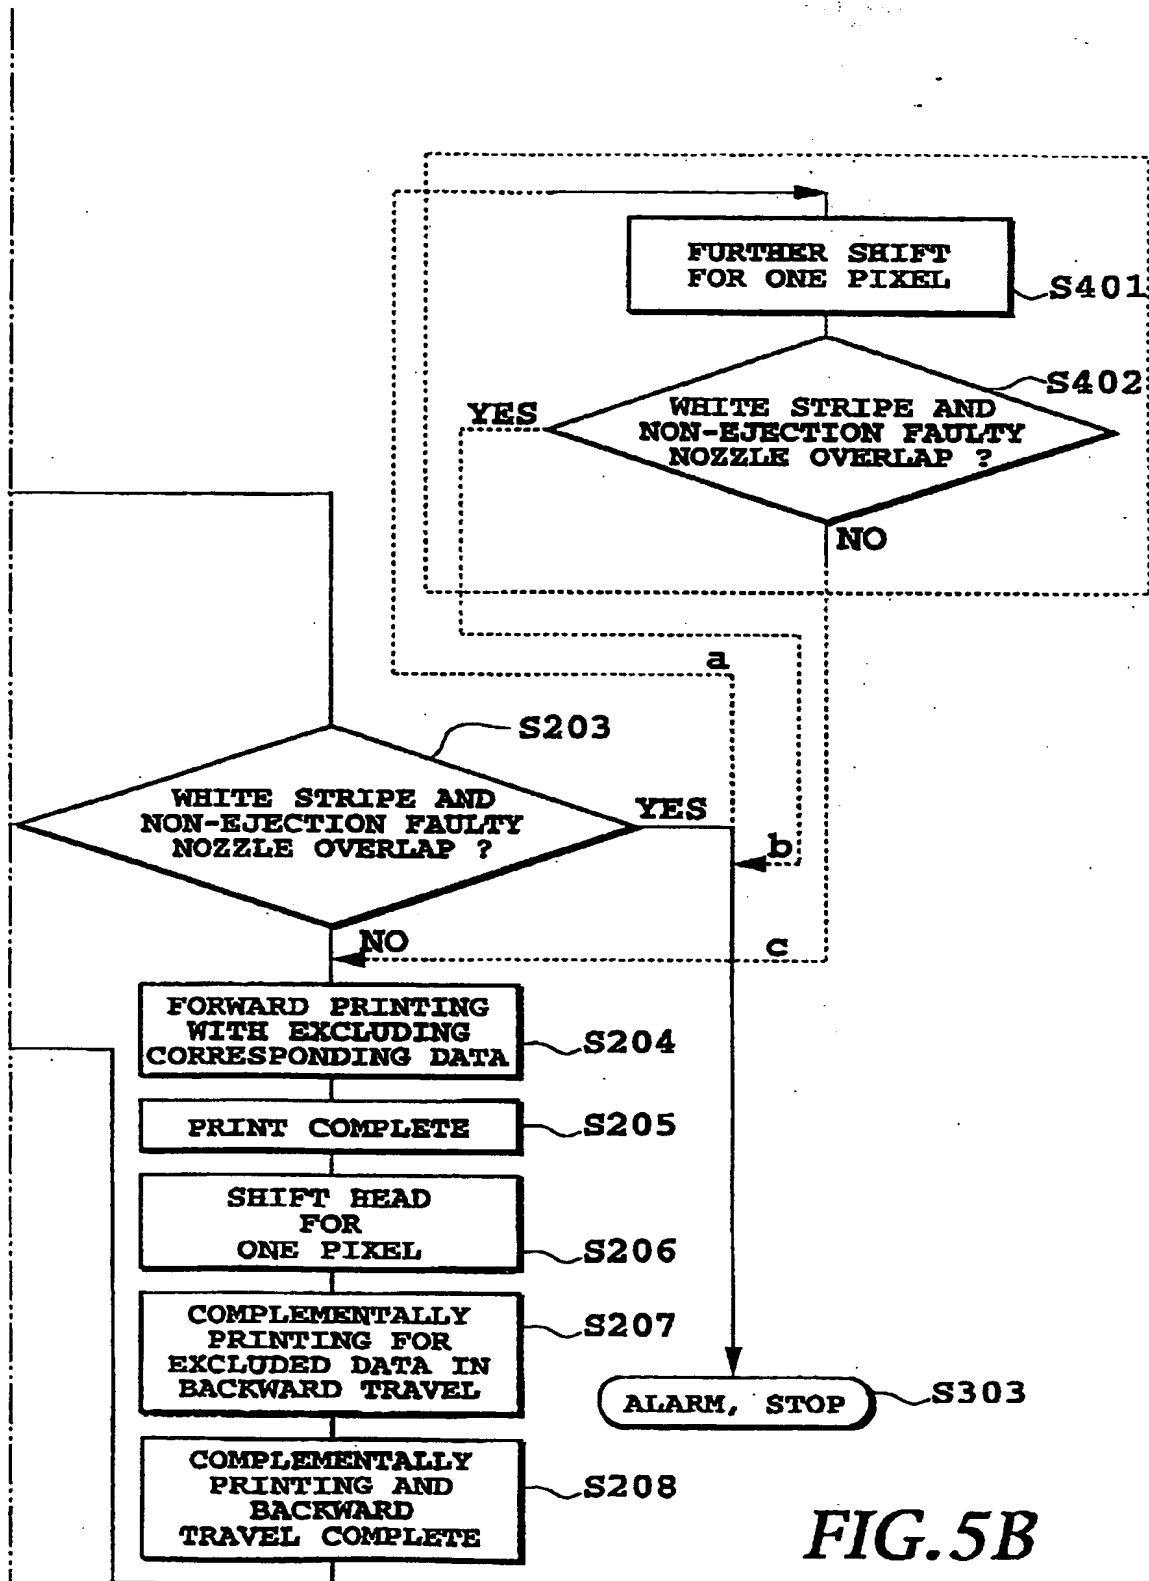 FURTHER SHIFT
FOR ONE PIXEL
S401
S402
YES
WHITE STRIPE AND
NON-EJECTION FAULTY
NOZZLE OVERLAP ?
NO
a
S203
WHITE STRIPE AND
NON-EJECTION FAULTY
NOZZLE OVERLAP ?
YES
b
NO
c
FORWARD PRINTING
WITH EXCLUDING
CORRESPONDING DATA
S204
PRINT COMPLETE
S205
SHIFT HEAD
FOR
ONE PIXEL
S206
COMPLEMENTALLY
PRINTING FOR
EXCLUDED DATA IN
BACKWARD TRAVEL
S207
ALARM, STOP
S303
COMPLEMENTALLY
PRINTING AND
BACKWARD
TRAVEL COMPLETE
S208
FIG.5B